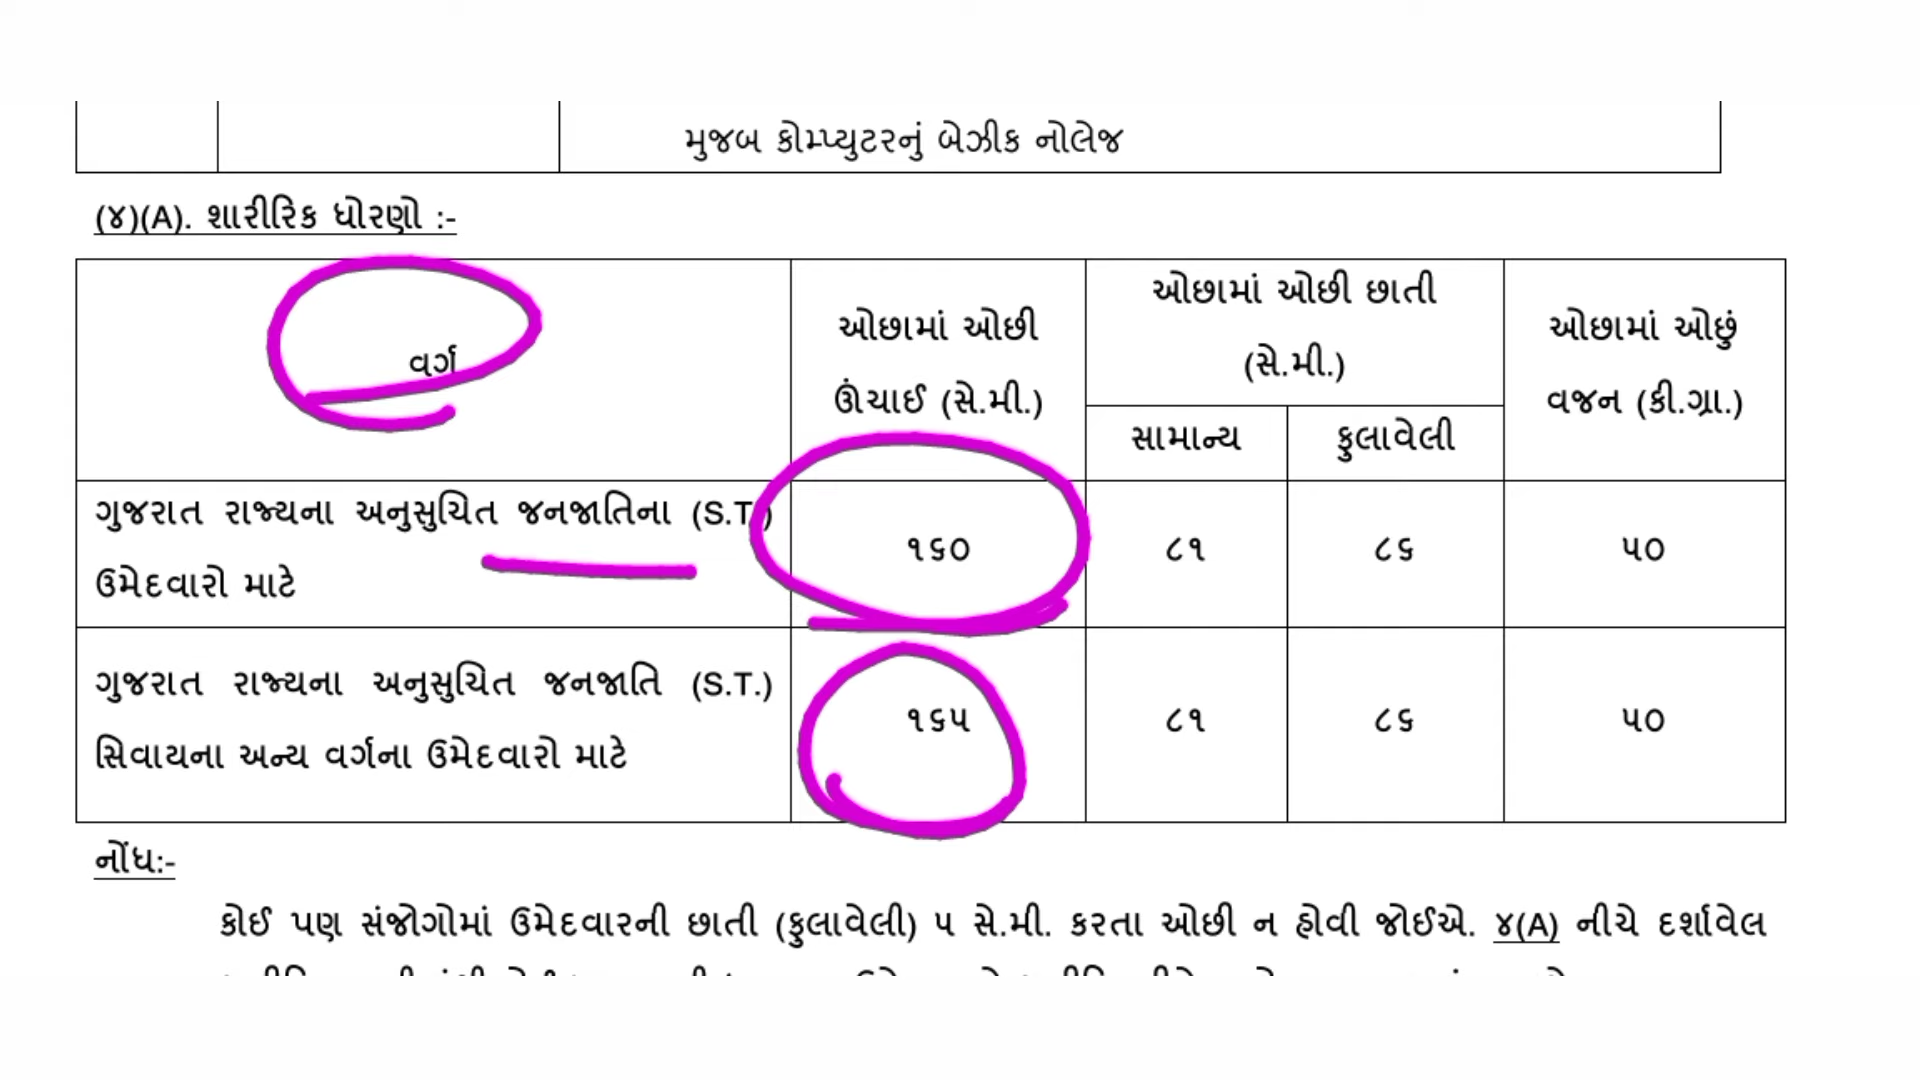 મુજબ કોમ્પ્યુટરનું બેઝીક નોલેજ
(૪)(A). શારીરિક ધોરણો :-
વર્ગ
ઓછામાં ઓછી
ઊંચાઈ (સે.મી.)
ઓછામાં ઓછી છાતી
(સે.મી.)
સામાન્ય ફુલાવેલી
ઓછામાં ઓછું
વજન (કી.ગ્રા.)
ગુજરાત રાજ્યના અનુસુચિત જનજાતિના (S.T.)
ઉમેદવારો માટે
૧૬૦ ૮૧ ૮૬ ૫૦
ગુજરાત રાજ્યના અનુસુચિત જનજાતિ (S.T.)
સિવાયના અન્ય વર્ગના ઉમેદવારો માટે
૧૬૫ ૮૧ ૮૬ ૫૦
નોંધ:-
કોઈ પણ સંજોગોમાં ઉમેદવારની છાતી (ફુલાવેલી) ૫ સે.મી. કરતા ઓછી ન હોવી જોઈએ. ૪(A) નીચે દર્શાવેલ